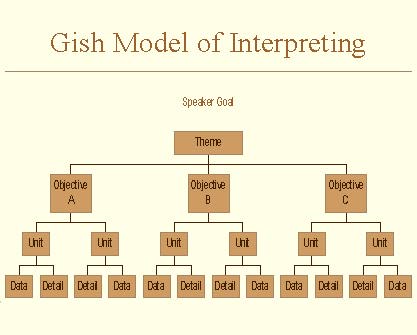 Gish Model of Interpreting
Speaker Goal
Theme
Objective
A
Objective
B
Objective
C
Unit
Unit
Unit
Unit
Unit
Unit
Data
Detail
Detail
Data
Data
Detail
Detail
Data
Data
Detail
Detail
Data